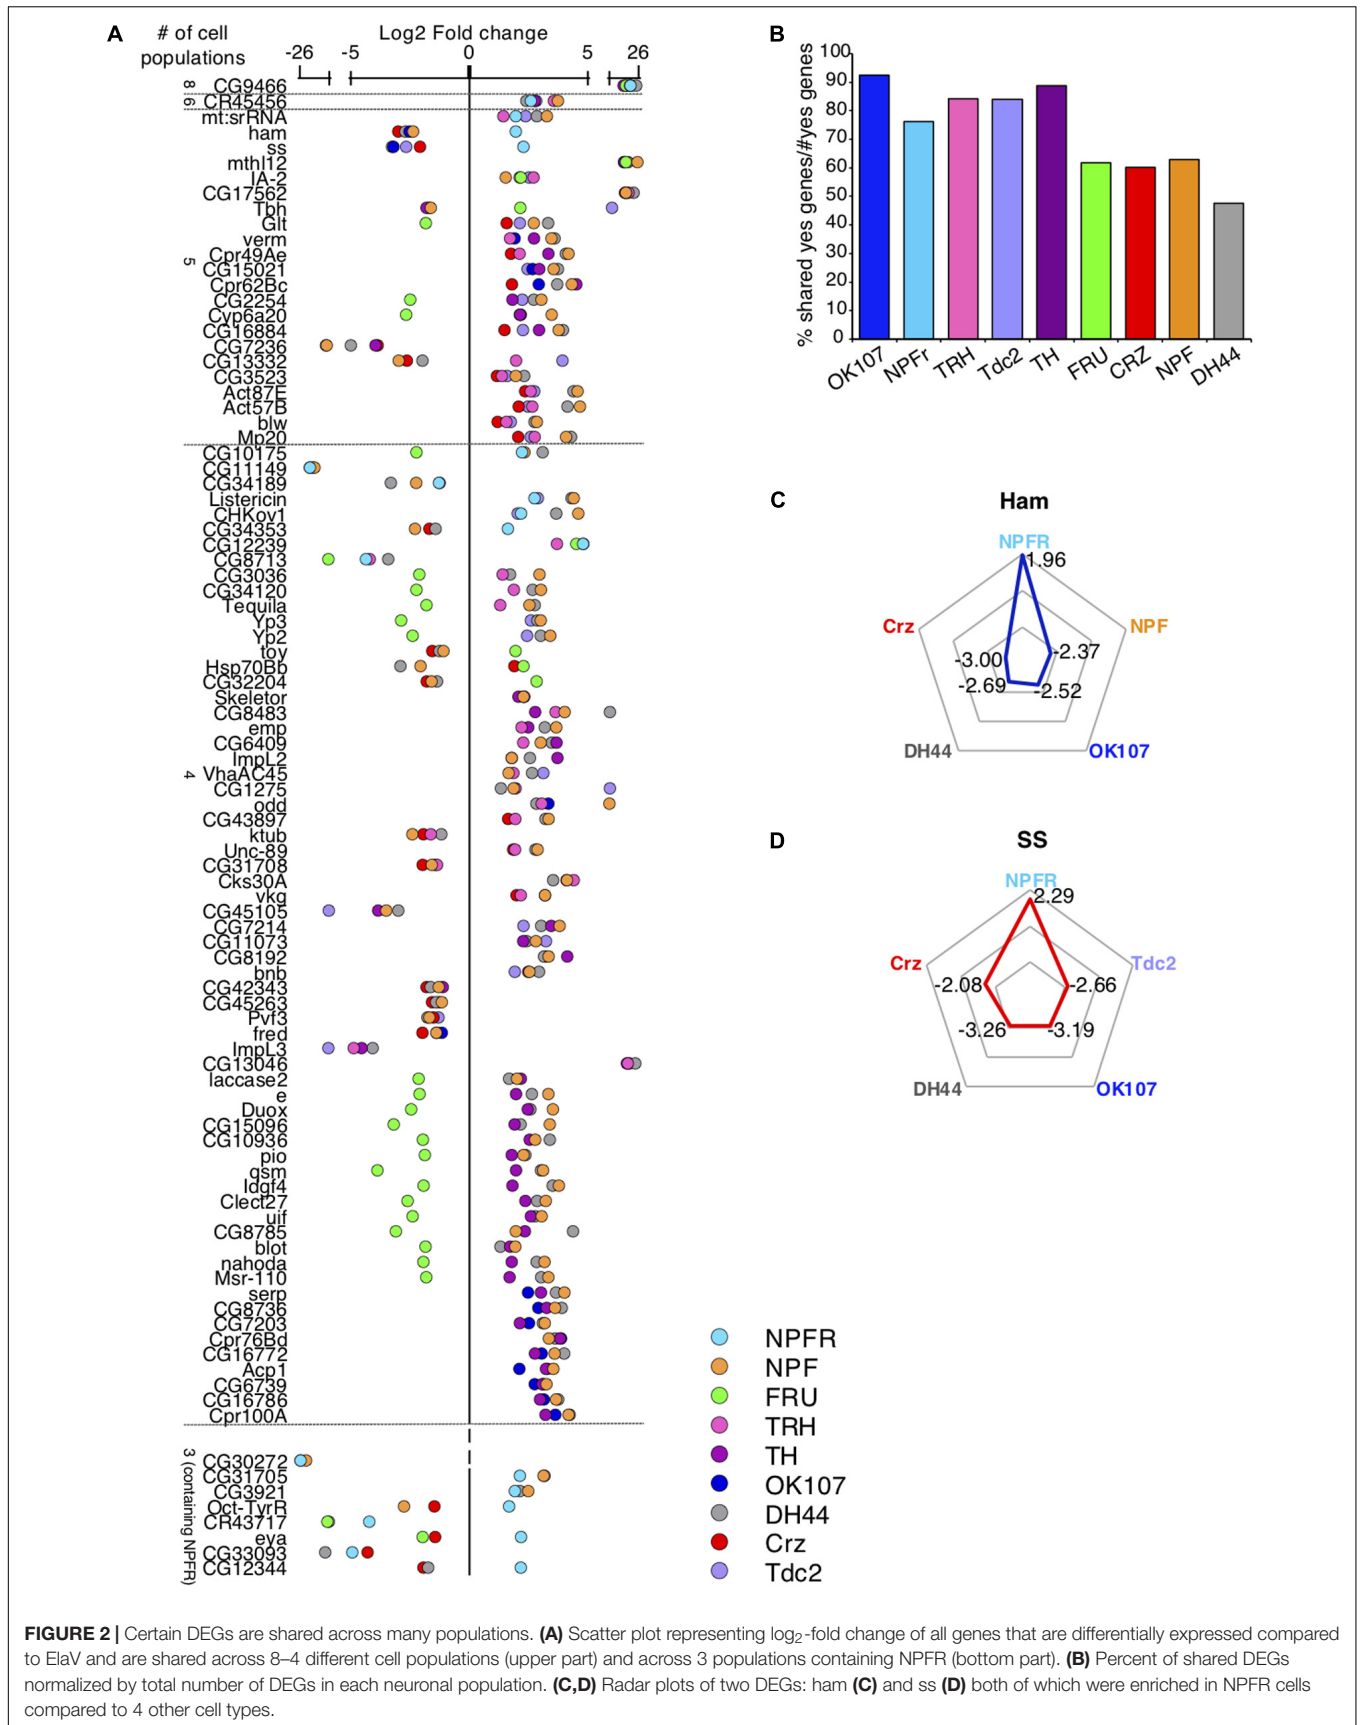 A
# of cell
populations
Log2 Fold change
-26
-5
0
5
26
8
CG9466
6
CR45456
mt:srRNA
ham
ss
mthl12
IA-2
CG17562
Tbh
Glt
verm
Cpr49Ae
5
CG15021
Cpr62Bc
CG2254
Cyp6a20
CG16884
CG7236
CG13332
CG3523
Act87E
Act57B
blw
Mp20
CG10175
CG11149
CG34189
Listericin
CHKov1
CG34353
CG12239
CG8713
CG3036
CG34120
Tequila
Yp3
Yp2
toy
Hsp70Bb
CG32204
Skeletor
CG8483
emp
CG6409
ImpL2
4
VhaAC45
CG1275
odd
CG43897
ktub
Unc-89
CG31708
Cks30A
vkg
CG45105
CG7214
CG11073
CG8192
bnb
CG42343
CG45263
Pvf3
fred
ImpL3
CG13046
laccase2
e
Duox
CG15096
CG10936
pio
qsm
Idgf4
Clect27
uif
CG8785
blot
nahoda
Msr-110
serp
CG8736
CG7203
Cpr76Bd
CG16772
Acp1
CG6739
CG16786
Cpr100A
3 (containing NPFR)
CG30272
CG31705
CG3921
Oct-TyrR
CR43717
eya
CG33093
CG12344
B
% shared yes genes/#yes genes
100
90
80
70
60
50
40
30
20
10
0
OK107
NPFr
TRH
Tdc2
TH
FRU
CRZ
NPF
DH44
C
Ham
NPFR
1.96
Crz
NPF
-3.00
-2.37
-2.69
-2.52
DH44
OK107
D
SS
NPFR
2.29
Crz
Tdc2
-2.08
-2.66
-3.26
-3.19
DH44
OK107
NPFR
NPF
FRU
TRH
TH
OK107
DH44
Crz
Tdc2
FIGURE 2 | Certain DEGs are shared across many populations. (A) Scatter plot representing log2-fold change of all genes that are differentially expressed compared
to ElaV and are shared across 8–4 different cell populations (upper part) and across 3 populations containing NPFR (bottom part). (B) Percent of shared DEGs
normalized by total number of DEGs in each neuronal population. (C,D) Radar plots of two DEGs: ham (C) and ss (D) both of which were enriched in NPFR cells
compared to 4 other cell types.